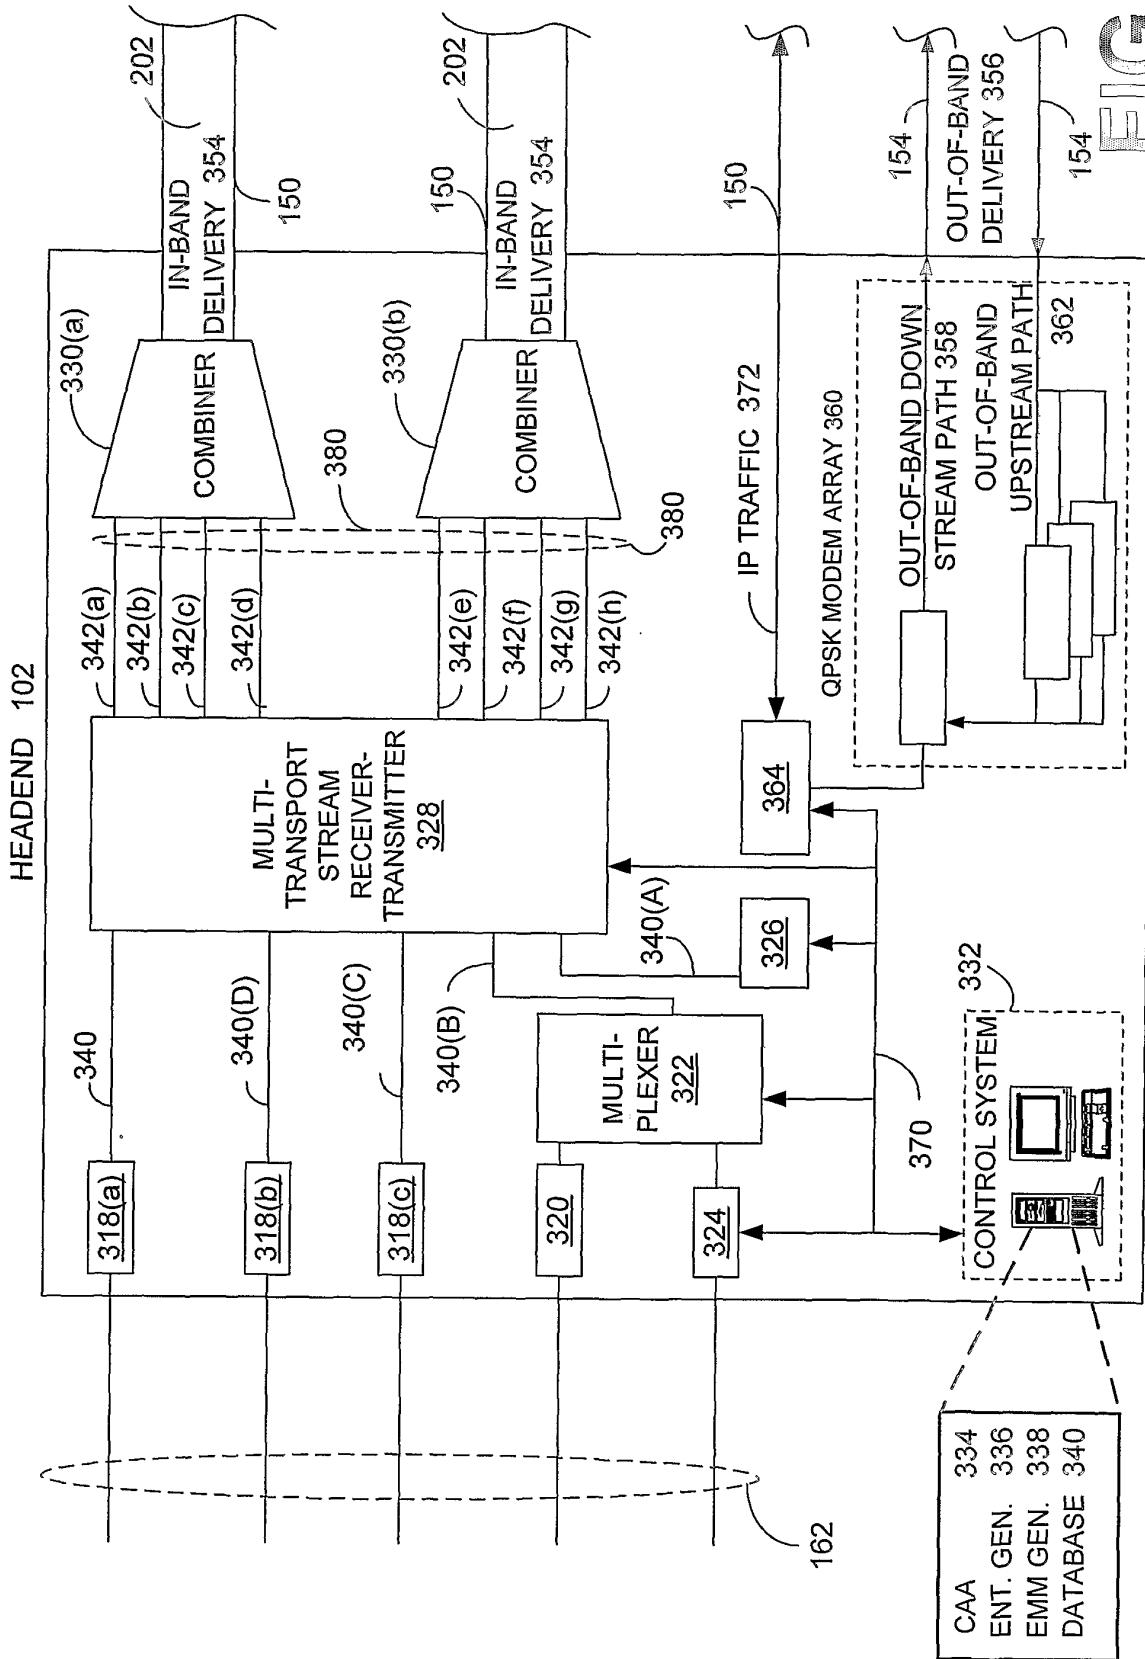 HEADEND 102
318(a)
318(b)
318(c)
320
324
162
340
340(D)
340(C)
340(B)
340(A)
MULTI-
PLEXER
322
326
MULTI-
TRANSPORT
STREAM
RECEIVER-
TRANSMITTER
328
342(a)
342(b)
342(c)
342(d)
342(e)
342(f)
342(g)
342(h)
380
380
330(a)
COMBINER
330(b)
COMBINER
IN-BAND
DELIVERY 354
202
150
150
IN-BAND
DELIVERY 354
202
364
IP TRAFFIC 372
150
QPSK MODEM ARRAY 360
OUT-OF-BAND DOWN
STREAM PATH 358
OUT-OF-BAND
UPSTREAM PATH
362
154
OUT-OF-BAND
DELIVERY 356
154
370
332
CONTROL SYSTEM
CAA 334
ENT. GEN. 336
EMM GEN. 338
DATABASE 340
FIG